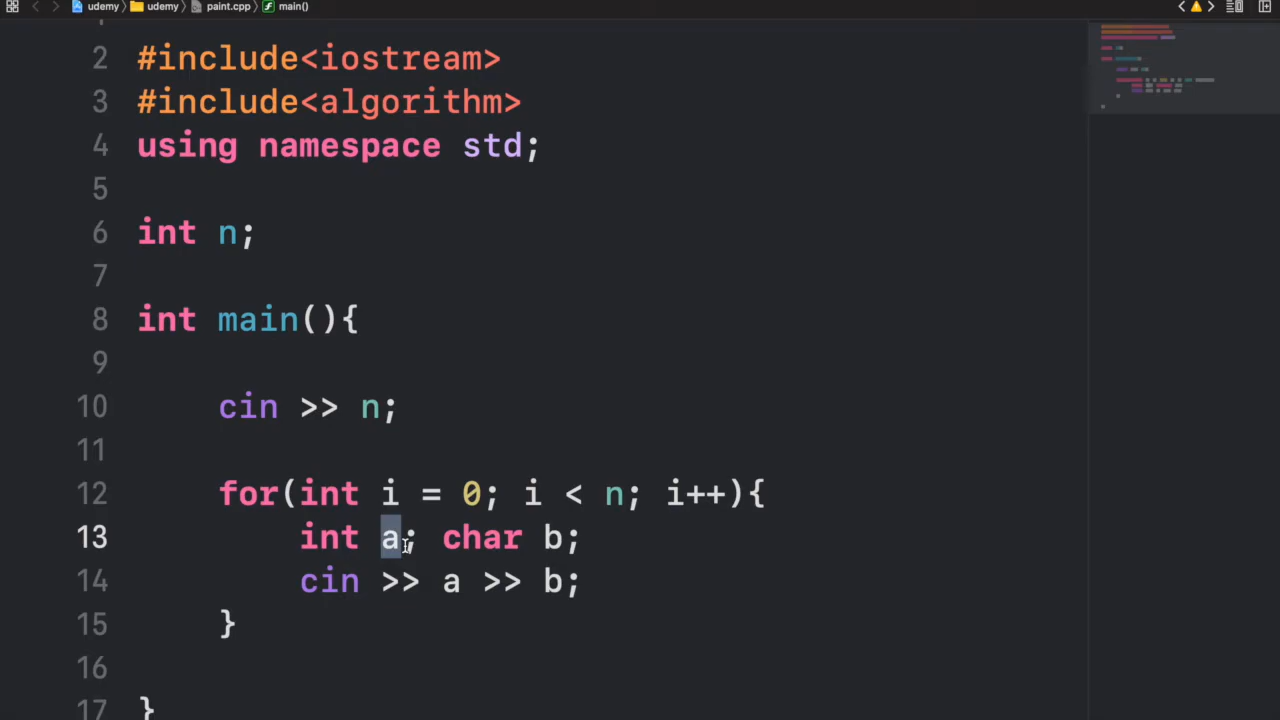 udemy udemy paint.cpp main()
1
2 #include<iostream>
3 #include<algorithm>
4 using namespace std;
5
6 int n;
7
8 int main(){
9
10 cin >> n;
11
12 for(int i = 0; i < n; i++){
13 int a; char b;
14 cin >> a >> b;
15 }
16
17 }